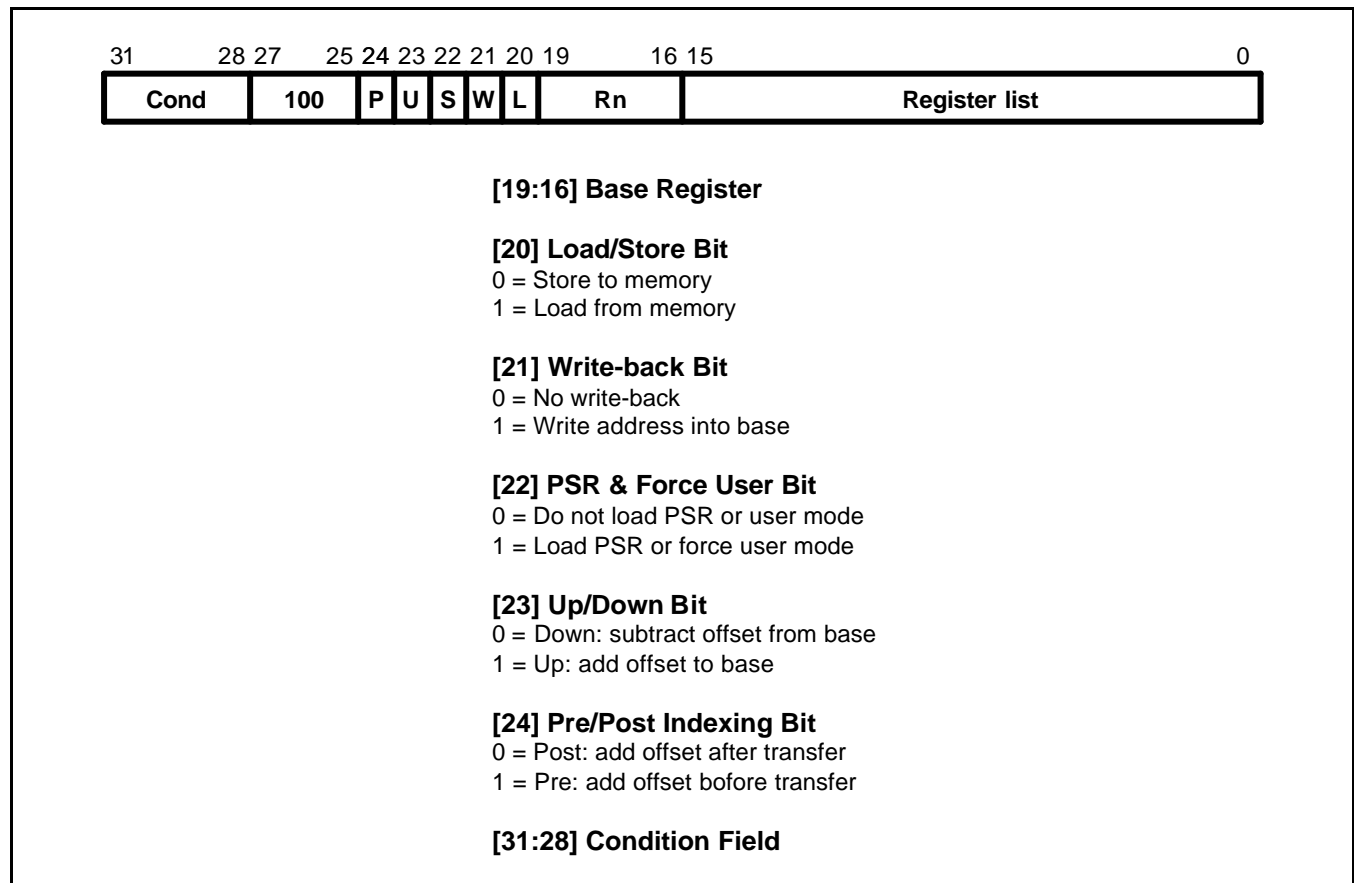 31 28 27 25 24 23 22 21 20 19 16 15 0
Cond 100 P U S W L Rn Register list
[19:16] Base Register
[20] Load/Store Bit
0 = Store to memory
1 = Load from memory
[21] Write-back Bit
0 = No write-back
1 = Write address into base
[22] PSR & Force User Bit
0 = Do not load PSR or user mode
1 = Load PSR or force user mode
[23] Up/Down Bit
0 = Down: subtract offset from base
1 = Up: add offset to base
[24] Pre/Post Indexing Bit
0 = Post: add offset after transfer
1 = Pre: add offset bofore transfer
[31:28] Condition Field